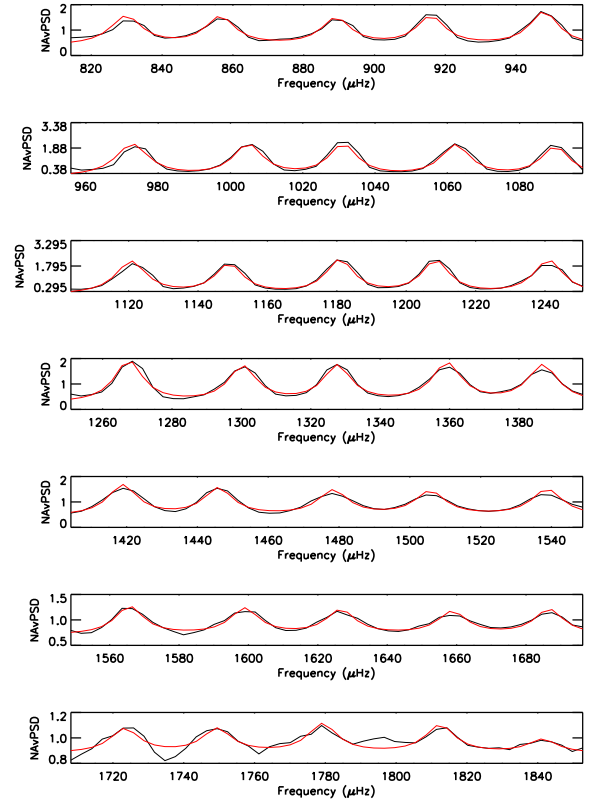 2
1
0
NAvPSD
820 840 860 880 900 920 940
Frequency (μHz)
3.38
1.88
0.38
NAvPSD
960 980 1000 1020 1040 1060 1080
Frequency (μHz)
3.295
1.795
0.295
NAvPSD
1120 1140 1160 1180 1200 1220 1240
Frequency (μHz)
2
1
0
NAvPSD
1260 1280 1300 1320 1340 1360 1380
Frequency (μHz)
2
1
0
NAvPSD
1420 1440 1460 1480 1500 1520 1540
Frequency (μHz)
1.5
1.0
0.5
NAvPSD
1560 1580 1600 1620 1640 1660 1680
Frequency (μHz)
1.2
1.0
0.8
NAvPSD
1720 1740 1760 1780 1800 1820 1840
Frequency (μHz)